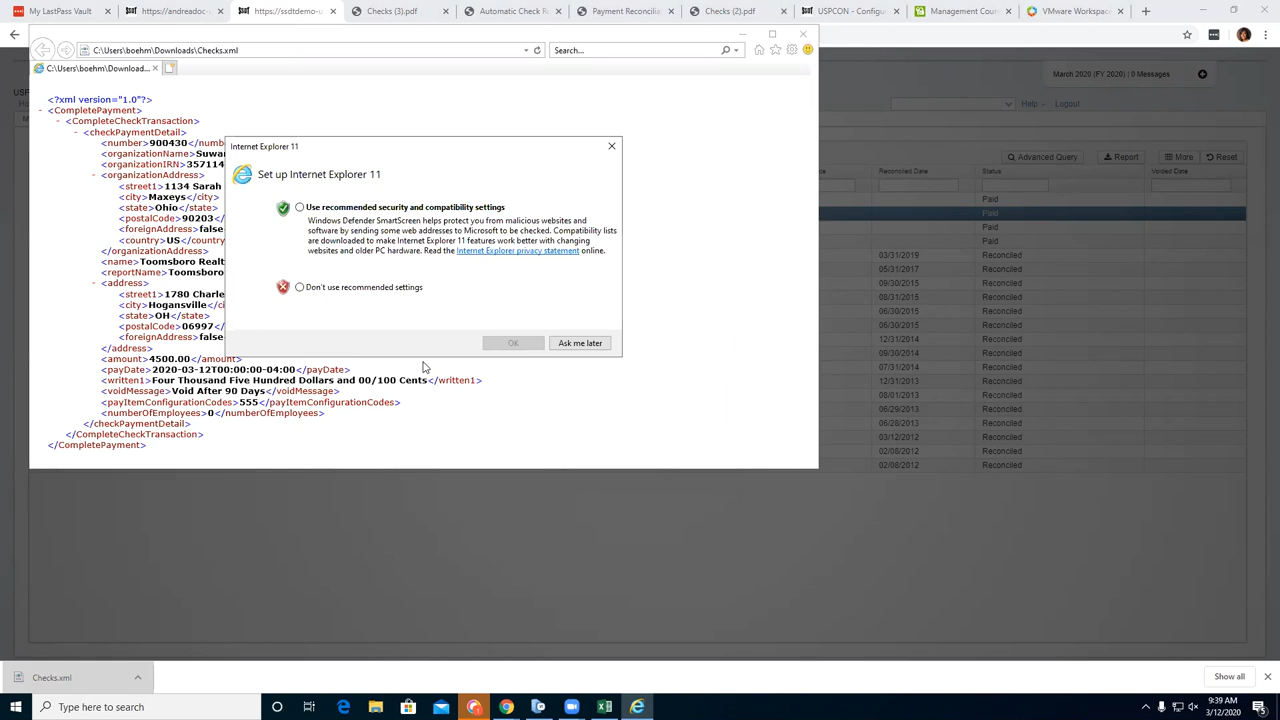 My LastPass Vault
https://andreadoc-
https://ssdtemen-u
Checks (3).pdf
Automatic Check-
Payment Reconcilia
Checks (2).pdf
USPCON - Configur
Management Counc
VMware Workspac
C:\Users\boehm\Downloads\Checks.xml
Search...
C:\Users\boehm\Download...
March 2020 (FY 2020) | 0 Messages
Help
Logout
<?xml version="1.0"?>
- <CompletePayment>
- <CompleteCheckTransaction>
- <checkPaymentDetail>
<number>900430</numb
<organizationName>Suwa
<organizationIRN>357114
- <organizationAddress>
<street1>1134 Sarah
<city>Maxeys</city>
<state>Ohio</state>
<postalCode>90203</
<foreignAddress>false
<country>US</country
</organizationAddress>
<name>Toomsboro Realt
<reportName>Toomsboro
- <address>
<street1>1780 Charle
<city>Hogansville</ci
<state>OH</state>
<postalCode>06997</
<foreignAddress>false
</address>
<amount>4500.00</amount>
<payDate>2020-03-12T00:00:00-04:00</payDate>
<written1>Four Thousand Five Hundred Dollars and 00/100 Cents</written1>
<voidMessage>Void After 90 Days</voidMessage>
<payItemConfigurationCodes>555</payItemConfigurationCodes>
<numberOfEmployees>0</numberOfEmployees>
</checkPaymentDetail>
</CompleteCheckTransaction>
</CompletePayment>
Internet Explorer 11
Set up Internet Explorer 11
Use recommended security and compatibility settings
Windows Defender SmartScreen helps protect you from malicious websites and
software by sending some web addresses to Microsoft to be checked. Compatibility lists
are downloaded to make Internet Explorer 11 features work better with changing
websites and older PC hardware. Read the Internet Explorer privacy statement online.
Don't use recommended settings
OK
Ask me later
Advanced Query
Report
More
Reset
Reconciled Date
Status
Voided Date
Paid
Paid
Paid
Paid
03/31/2019 Reconciled
05/31/2017 Reconciled
09/30/2015 Reconciled
08/31/2015 Reconciled
06/30/2015 Reconciled
06/30/2015 Reconciled
12/31/2014 Reconciled
09/30/2014 Reconciled
07/31/2014 Reconciled
12/31/2013 Reconciled
08/01/2013 Reconciled
06/29/2013 Reconciled
06/28/2013 Reconciled
03/12/2012 Reconciled
02/08/2012 Reconciled
02/08/2012 Reconciled
Checks.xml
Show all
Type here to search
9:39 AM
3/12/2020